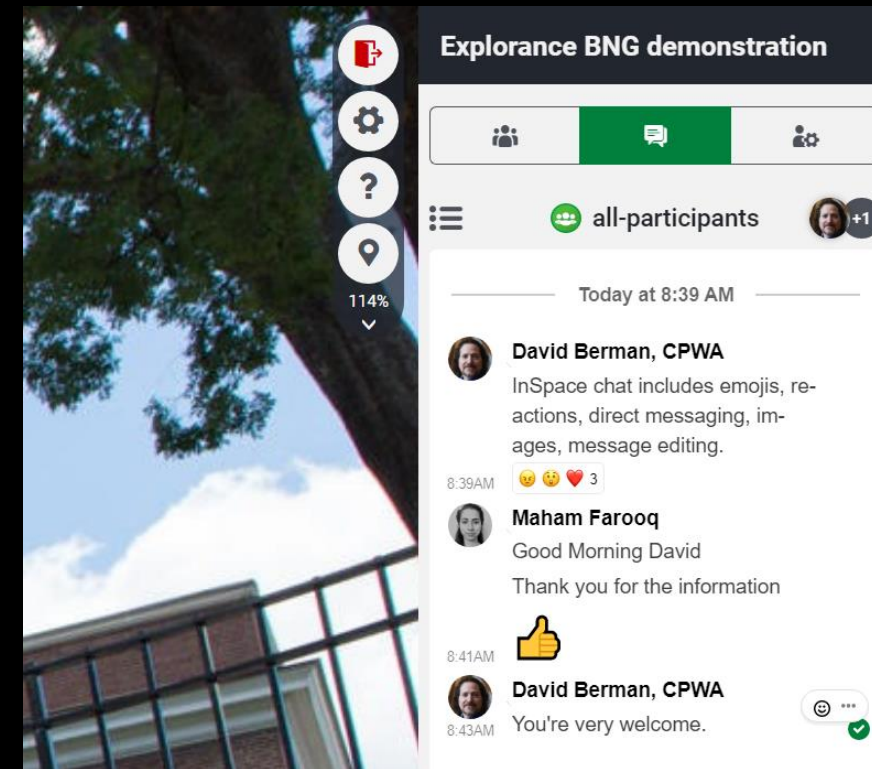 114%
Explorance BNG demonstration
all-participants
+1
Today at 8:39 AM
David Berman, CPWA
InSpace chat includes emojis, re-
actions, direct messaging, im-
ages, message editing.
8:39AM
😠 😲 ❤️ 3
Maham Farooq
Good Morning David
Thank you for the information
👍
8:41AM
David Berman, CPWA
You're very welcome.
8:43AM